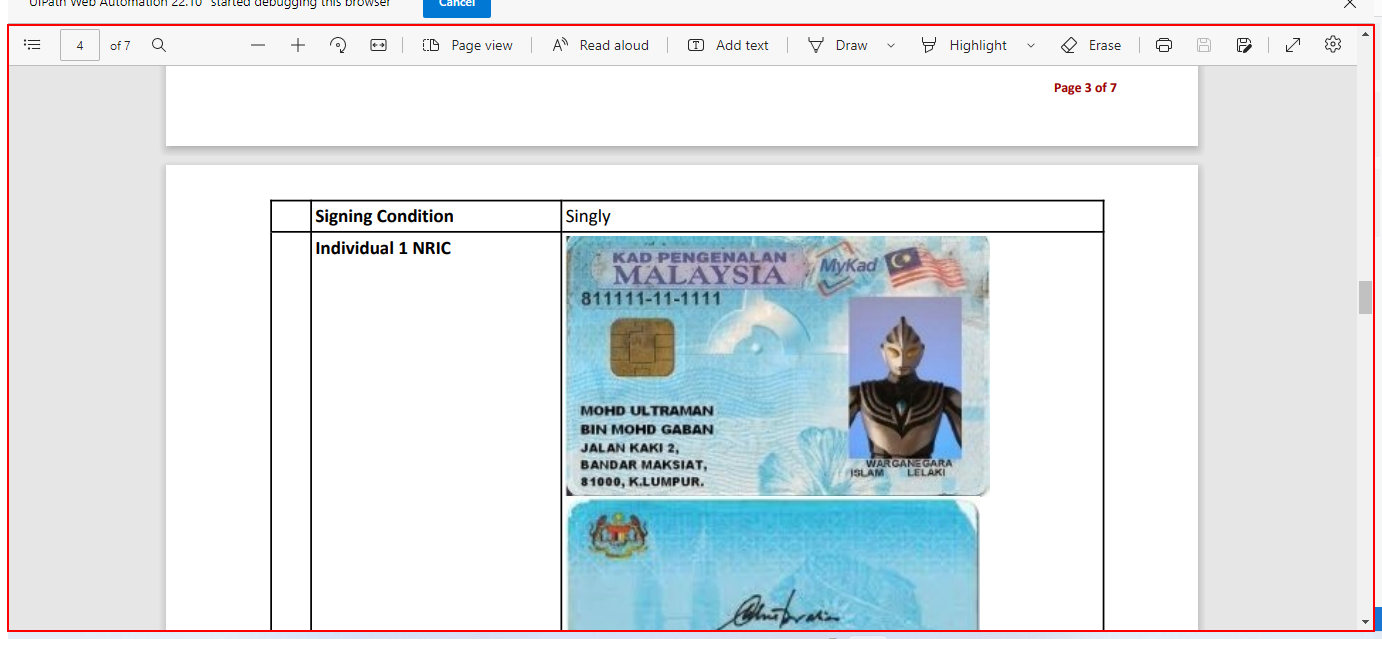 "UiPath Web Automation 22.10" started debugging this browser
Cancel
4 of 7
Page view
Read aloud
Add text
Draw
Highlight
Erase
Page 3 of 7
Signing Condition
Singly
Individual 1 NRIC
KAD PENGENALAN
MALAYSIA
MyKad
811111-11-1111
MOHD ULTRAMAN
BIN MOHD GABAN
JALAN KAKI 2,
BANDAR MAKSIAT,
81000, K.LUMPUR.
WARGANEGARA
ISLAM LELAKI